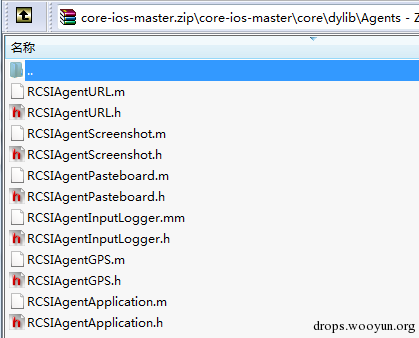 core-ios-master.zip\core-ios-master\core\dylib\Agents - Z
名称
..
RCSIAgentURL.m
RCSIAgentURL.h
RCSIAgentScreenshot.m
RCSIAgentScreenshot.h
RCSIAgentPasteboard.m
RCSIAgentPasteboard.h
RCSIAgentInputLogger.mm
RCSIAgentInputLogger.h
RCSIAgentGPS.m
RCSIAgentGPS.h
RCSIAgentApplication.m
RCSIAgentApplication.h
drops.wooyun.org